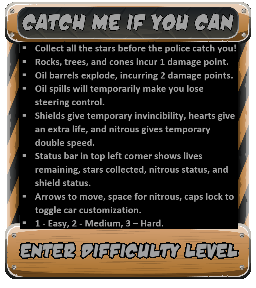 CATCH ME IF YOU CAN
▪ Collect all the stars before the police catch you!
▪ Rocks, trees, and cones incur 1 damage point.
▪ Oil barrels explode, incurring 2 damage points.
▪ Oil spills will temporarily make you lose
steering control.
▪ Shields give temporary invincibility, hearts give
an extra life, and nitrous gives temporary
double speed.
▪ Status bar in top left corner shows lives
remaining, stars collected, nitrous status, and
shield status.
▪ Arrows to move, space for nitrous, caps lock to
toggle car customization.
▪ 1 - Easy, 2 - Medium, 3 – Hard.
ENTER DIFFICULTY LEVEL